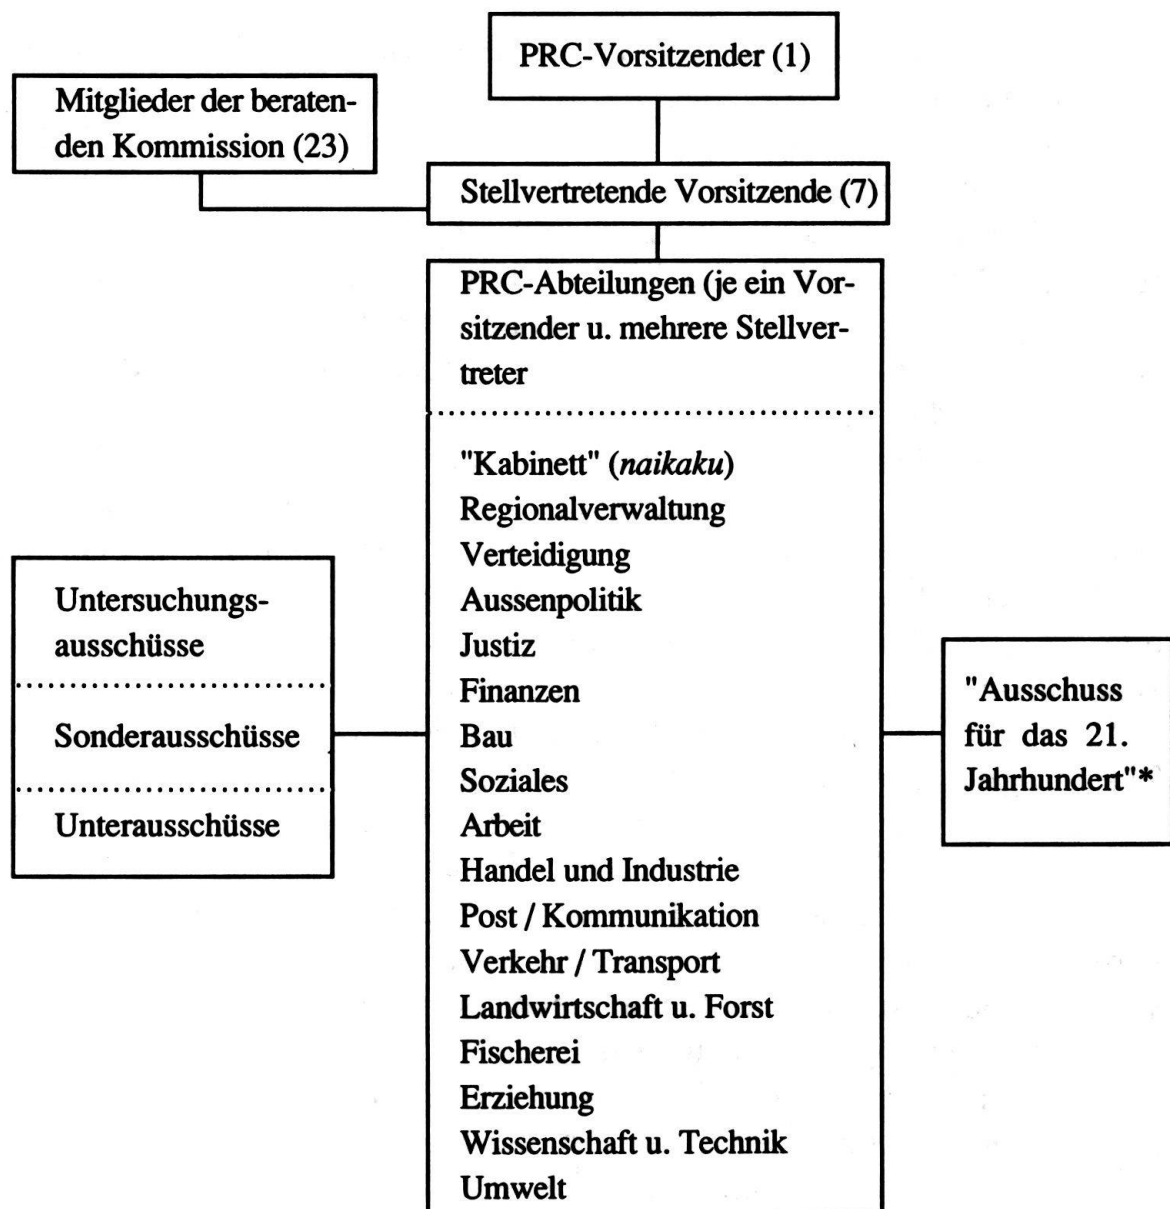 PRC-Vorsitzender (1)
Mitglieder der beraten-
den Kommission (23)
Stellvertretende Vorsitzende (7)
PRC-Abteilungen (je ein Vor-
sitzender u. mehrere Stellver-
treter
"Kabinett" (naikaku)
Regionalverwaltung
Verteidigung
Aussenpolitik
Justiz
Finanzen
Bau
Soziales
Arbeit
Handel und Industrie
Post / Kommunikation
Verkehr / Transport
Landwirtschaft u. Forst
Fischerei
Erziehung
Wissenschaft u. Technik
Umwelt
Untersuchungs-
ausschüsse
Sonderausschüsse
Unterausschüsse
"Ausschuss
für das 21.
Jahrhundert"*